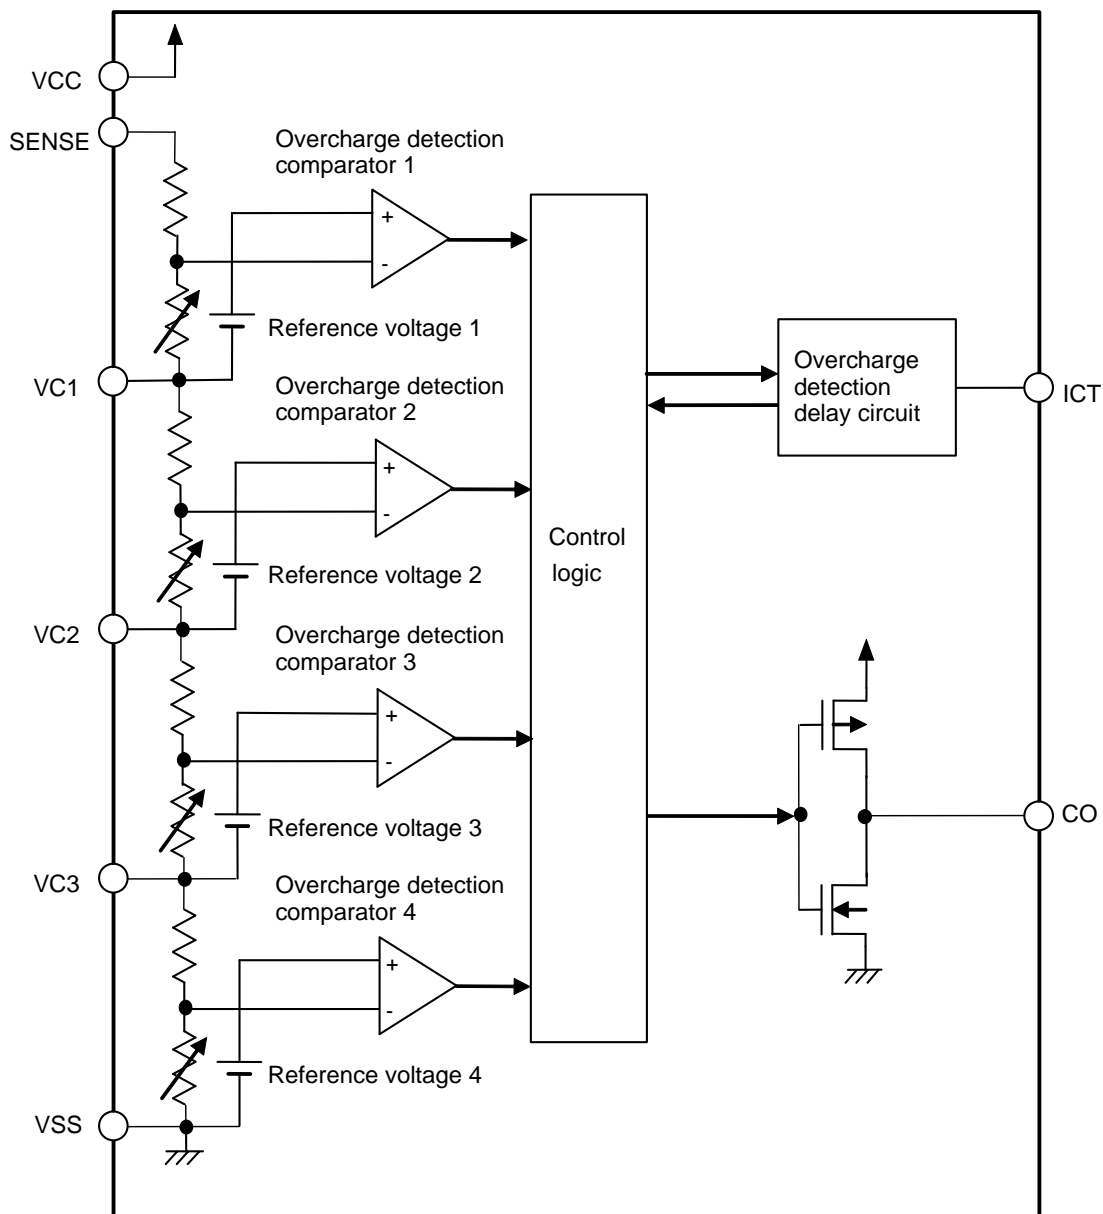 VCC
SENSE
Overcharge detection
comparator 1
+
-
Reference voltage 1
VC1
Overcharge detection
comparator 2
+
-
Reference voltage 2
VC2
Overcharge detection
comparator 3
+
-
Reference voltage 3
VC3
Overcharge detection
comparator 4
+
-
Reference voltage 4
VSS
Control
logic
Overcharge
detection
delay circuit
ICT
CO